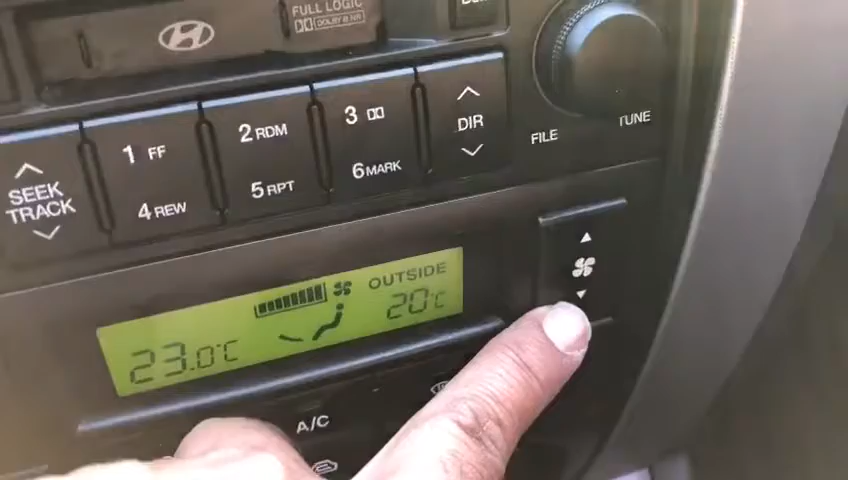 FULL LOGIC
DOLBY B NR
SEEK
TRACK
1 FF
2 RDM
3
DIR
4 REW
5 RPT
6 MARK
FILE
TUNE
OUTSIDE
23.0°C
20°C
A/C